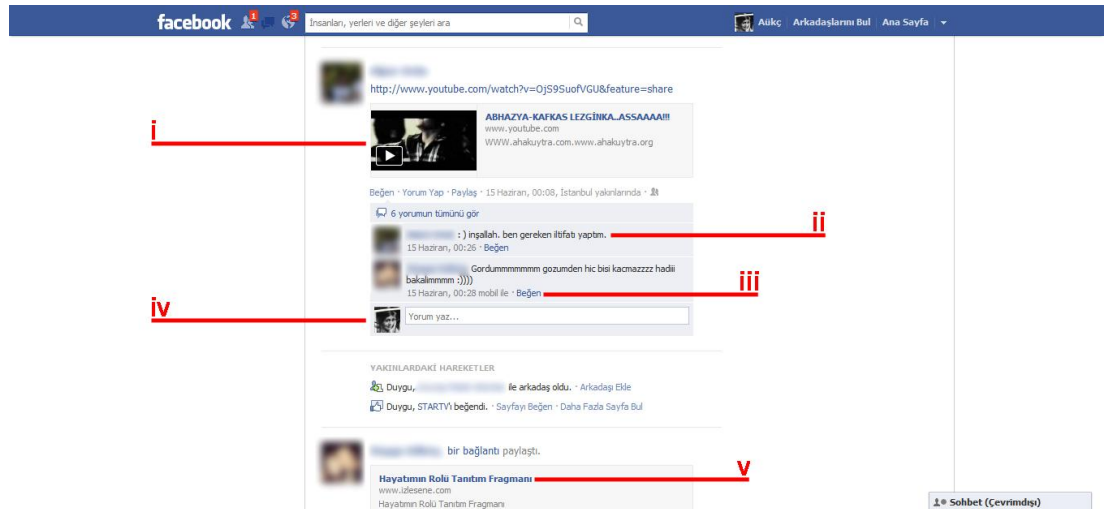 facebook 1 3 İnsanları, yerleri ve diğer şeyleri ara Aükç Arkadaşlarını Bul Ana Sayfa
http://www.youtube.com/watch?v=OjS9SuofVGU&feature=share
ABHAZYA-KAFKAS LEZGİNKA..ASSAAAA!!!
www.youtube.com
WWW.ahakuytra.com.www.ahakuytra.org
i
Beğen · Yorum Yap · Paylaş · 15 Haziran, 00:08, İstanbul yakınlarında ·
6 yorumun tümünü gör
: ) inşallah. ben gereken iltifatı yaptım.
ii
15 Haziran, 00:26 · Beğen
Gordummmmmmm gozumden hic bisi kacmazzzz hadiii
bakalimmmm :))))
iii
15 Haziran, 00:28 mobil ile · Beğen
iv
Yorum yaz...
YAKINLARDAKİ HAREKETLER
Duygu, ile arkadaş oldu. · Arkadaşı Ekle
Duygu, STARTV'ı beğendi. · Sayfayı Beğen · Daha Fazla Sayfa Bul
bir bağlantı paylaştı.
v
Hayatımın Rolü Tanıtım Fragmanı
www.izlesene.com
Hayatımın Rolü Tanıtım Fragmanı
Sohbet (Çevrimdışı)